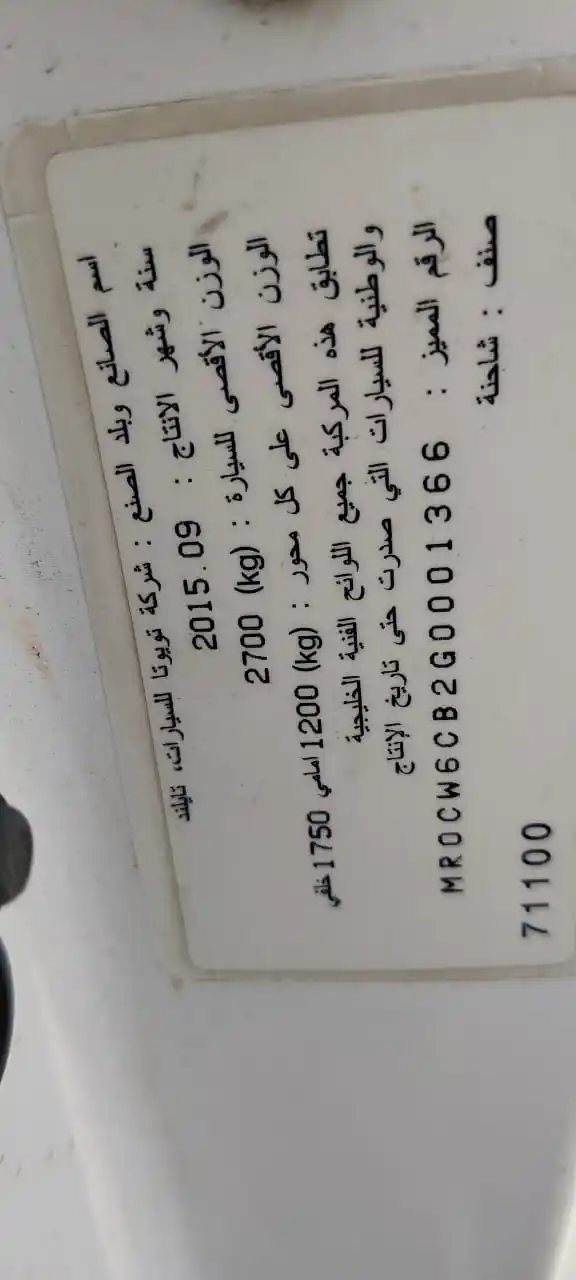 اسم الصانع وبلد الصنع : شركة تويوتا للسيارات، تايلند
سنة وشهر الانتاج : 2015.09
الوزن الأقصى للسيارة : (kg) 2700
الوزن الأقصى على كل محور : (kg) 1200 امامي 1750 خلفي
تطابق هذه المركبة جميع اللوائح الفنية الخليجية
والوطنية للسيارات التي صدرت حتى تاريخ الإنتاج
الرقم المميز : MR0CW6CB2G0001366
صنف : شاحنة
71100